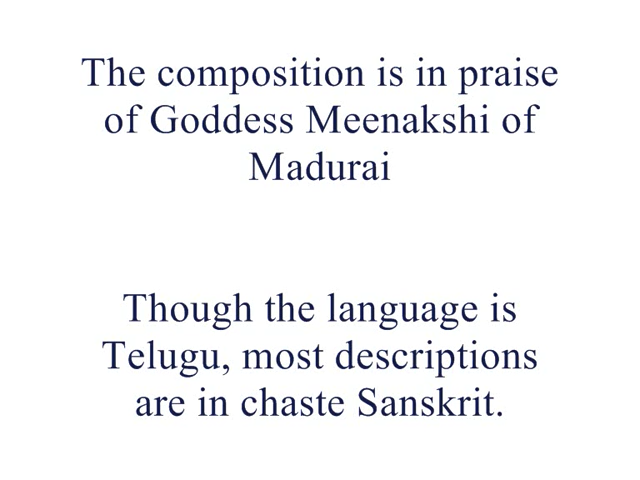 The composition is in praise
of Goddess Meenakshi of
Madurai
Though the language is
Telugu, most descriptions
are in chaste Sanskrit.